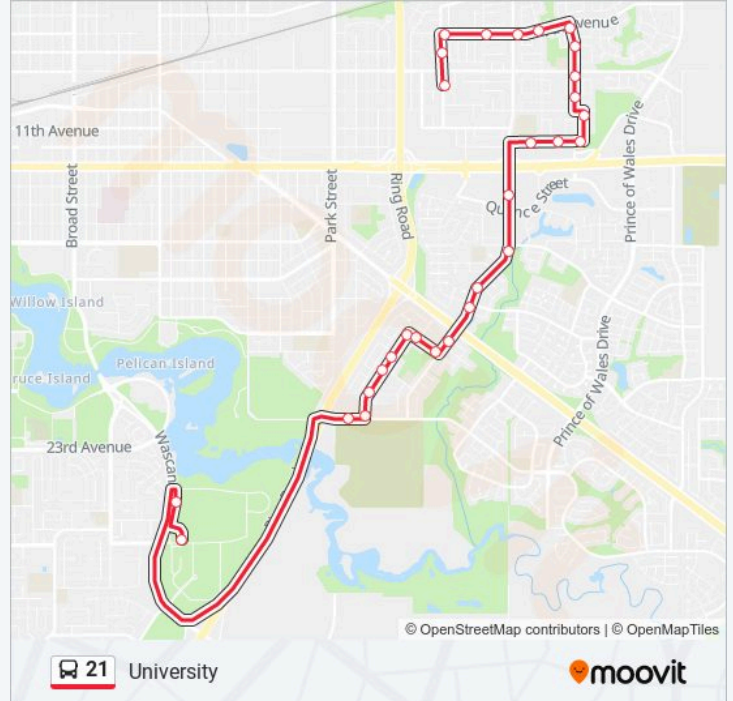 venue
11th Avenue
Broad Street
Park Street
Ring Road
Quince Street
Prince of Wales Drive
Willow Island
Pelican Island
ruce Island
Prince of Wales Drive
23rd Avenue
Wascan
© OpenStreetMap contributors | © OpenMapTiles
21 University
moovit